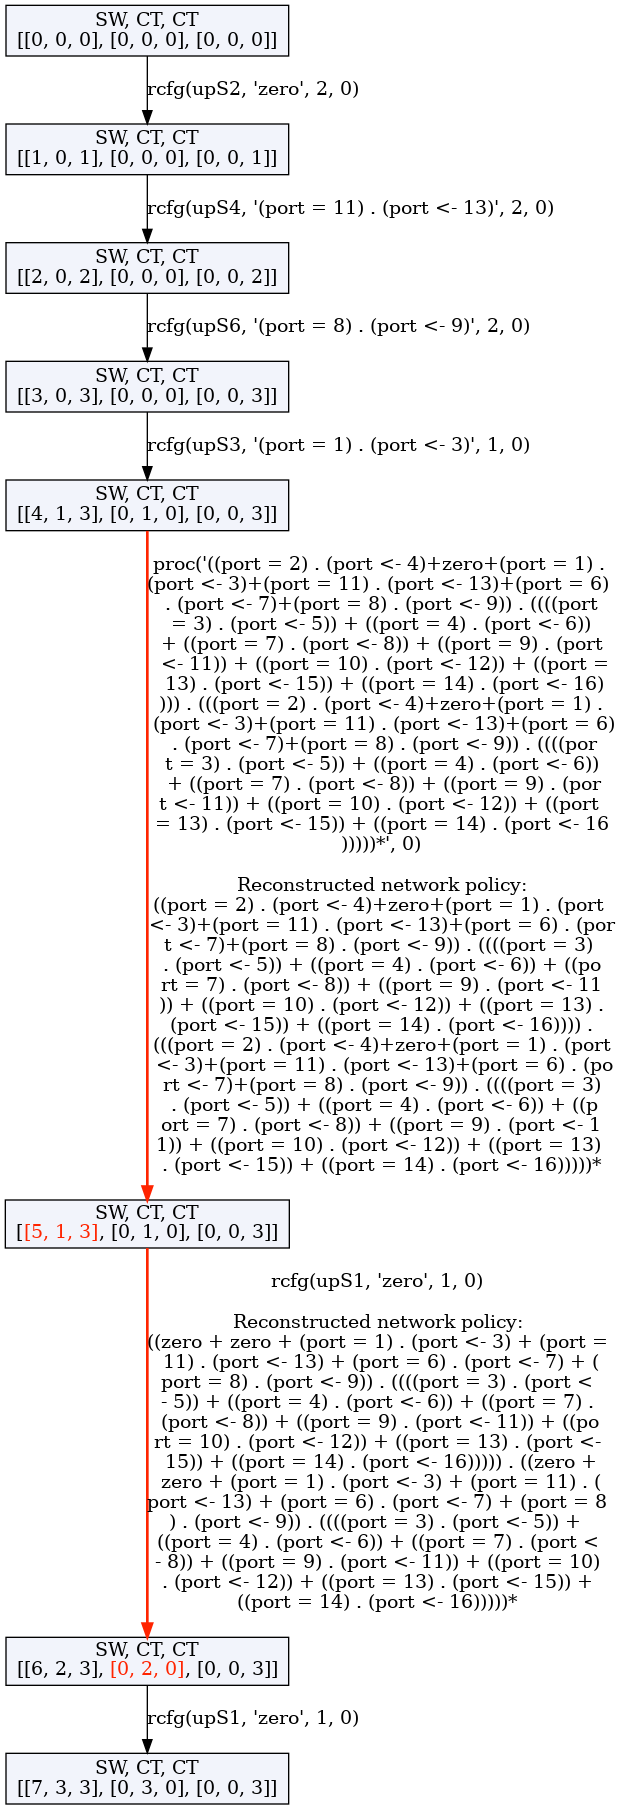 SW, CT, CT
[[0, 0, 0], [0, 0, 0], [0, 0, 0]]
rcfg(upS2, 'zero', 2, 0)
SW, CT, CT
[[1, 0, 1], [0, 0, 0], [0, 0, 1]]
rcfg(upS4, '(port = 11) . (port <- 13)', 2, 0)
SW, CT, CT
[[2, 0, 2], [0, 0, 0], [0, 0, 2]]
rcfg(upS6, '(port = 8) . (port <- 9)', 2, 0)
SW, CT, CT
[[3, 0, 3], [0, 0, 0], [0, 0, 3]]
rcfg(upS3, '(port = 1) . (port <- 3)', 1, 0)
SW, CT, CT
[[4, 1, 3], [0, 1, 0], [0, 0, 3]]
proc('((port = 2) . (port <- 4)+zero+(port = 1) .
(port <- 3)+(port = 11) . (port <- 13)+(port = 6)
. (port <- 7)+(port = 8) . (port <- 9)) . ((((port
= 3) . (port <- 5)) + ((port = 4) . (port <- 6))
+ ((port = 7) . (port <- 8)) + ((port = 9) . (port
<- 11)) + ((port = 10) . (port <- 12)) + ((port =
13) . (port <- 15)) + ((port = 14) . (port <- 16)
))) . (((port = 2) . (port <- 4)+zero+(port = 1) .
(port <- 3)+(port = 11) . (port <- 13)+(port = 6)
. (port <- 7)+(port = 8) . (port <- 9)) . ((((por
t = 3) . (port <- 5)) + ((port = 4) . (port <- 6))
+ ((port = 7) . (port <- 8)) + ((port = 9) . (por
t <- 11)) + ((port = 10) . (port <- 12)) + ((port
= 13) . (port <- 15)) + ((port = 14) . (port <- 16
)))))*', 0)
Reconstructed network policy:
((port = 2) . (port <- 4)+zero+(port = 1) . (port
<- 3)+(port = 11) . (port <- 13)+(port = 6) . (por
t <- 7)+(port = 8) . (port <- 9)) . ((((port = 3)
. (port <- 5)) + ((port = 4) . (port <- 6)) + ((po
rt = 7) . (port <- 8)) + ((port = 9) . (port <- 11
)) + ((port = 10) . (port <- 12)) + ((port = 13) .
(port <- 15)) + ((port = 14) . (port <- 16)))) .
(((port = 2) . (port <- 4)+zero+(port = 1) . (port
<- 3)+(port = 11) . (port <- 13)+(port = 6) . (po
rt <- 7)+(port = 8) . (port <- 9)) . ((((port = 3)
. (port <- 5)) + ((port = 4) . (port <- 6)) + ((p
ort = 7) . (port <- 8)) + ((port = 9) . (port <- 1
1)) + ((port = 10) . (port <- 12)) + ((port = 13)
. (port <- 15)) + ((port = 14) . (port <- 16)))))*
SW, CT, CT
[[5, 1, 3], [0, 1, 0], [0, 0, 3]]
rcfg(upS1, 'zero', 1, 0)
Reconstructed network policy:
((zero + zero + (port = 1) . (port <- 3) + (port =
11) . (port <- 13) + (port = 6) . (port <- 7) + (
port = 8) . (port <- 9)) . ((((port = 3) . (port <
- 5)) + ((port = 4) . (port <- 6)) + ((port = 7) .
(port <- 8)) + ((port = 9) . (port <- 11)) + ((po
rt = 10) . (port <- 12)) + ((port = 13) . (port <-
15)) + ((port = 14) . (port <- 16))))) . ((zero +
zero + (port = 1) . (port <- 3) + (port = 11) . (
port <- 13) + (port = 6) . (port <- 7) + (port = 8
) . (port <- 9)) . ((((port = 3) . (port <- 5)) +
((port = 4) . (port <- 6)) + ((port = 7) . (port <
- 8)) + ((port = 9) . (port <- 11)) + ((port = 10)
. (port <- 12)) + ((port = 13) . (port <- 15)) +
((port = 14) . (port <- 16)))))*
SW, CT, CT
[[6, 2, 3], [0, 2, 0], [0, 0, 3]]
rcfg(upS1, 'zero', 1, 0)
SW, CT, CT
[[7, 3, 3], [0, 3, 0], [0, 0, 3]]